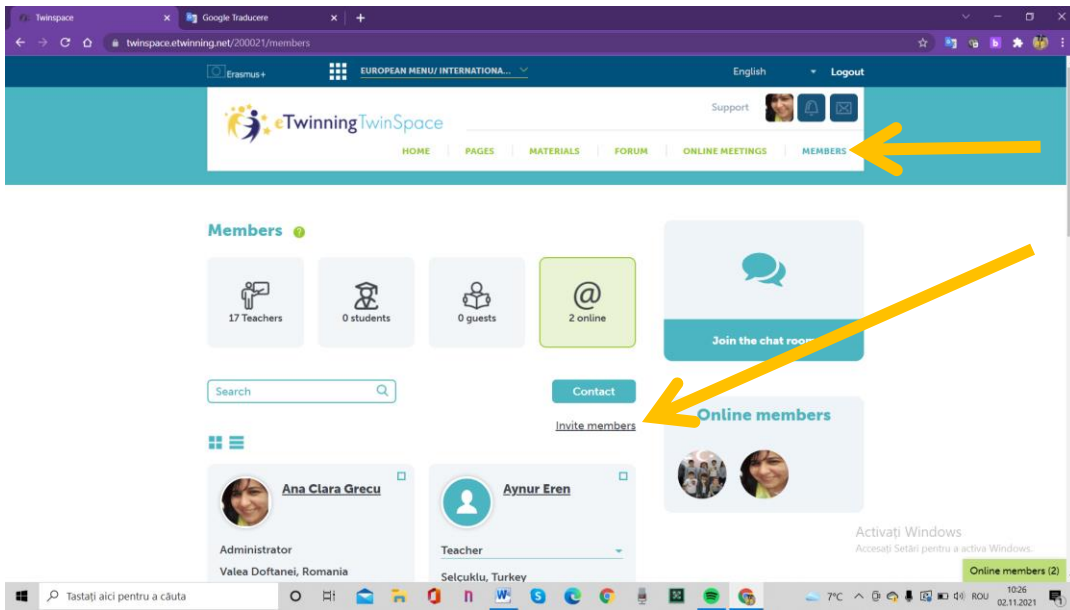 Twinspace
Google Traducere
twinspace.etwinning.net/200021/members
Erasmus+
EUROPEAN MENU/ INTERNATIONA...
English
Logout
eTwinning TwinSpace
Support
HOME
PAGES
MATERIALS
FORUM
ONLINE MEETINGS
MEMBERS
Members ?
17 Teachers
0 students
0 guests
@
2 online
Join the chat room
Search
Contact
Invite members
Online members
Ana Clara Grecu
Aynur Eren
Administrator
Teacher
Valea Doftanei, Romania
Selçuklu, Turkey
Activați Windows
Accesați Setări pentru a activa Windows.
Online members (2)
Tastați aici pentru a căuta
7°C
ROU
10:26
02.11.2021